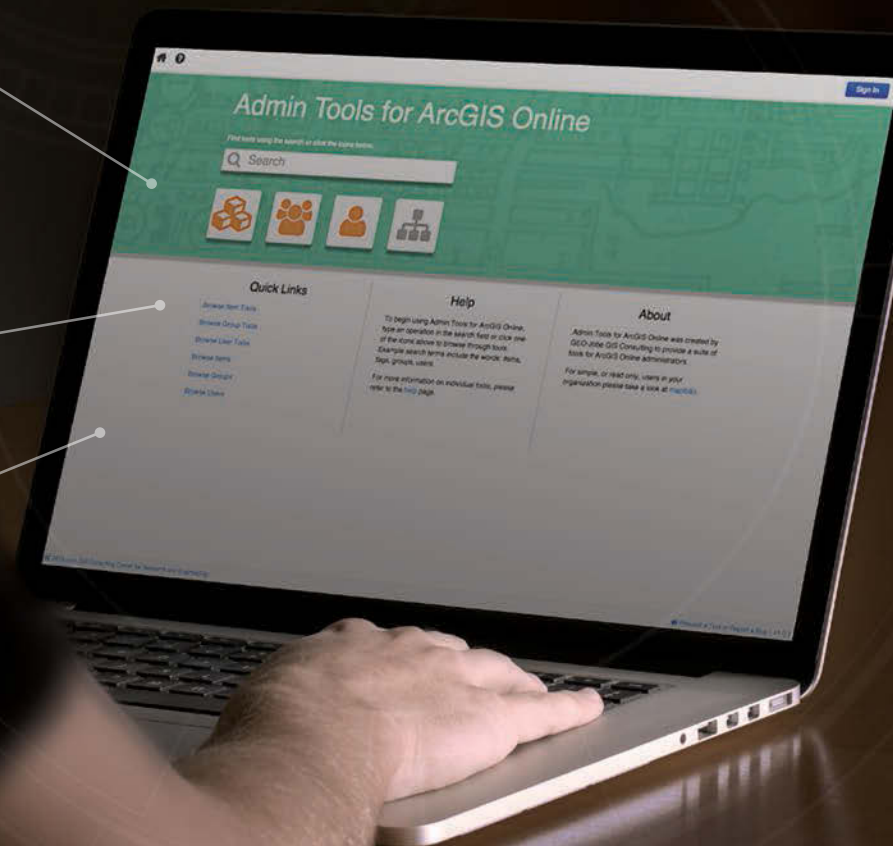 Sign In
Admin Tools for ArcGIS Online
Find tools using the search or click the icons below.
Search
Quick Links
Browse Item Tools
Browse Group Tools
Browse User Tools
Browse Items
Browse Groups
Browse Users
Help
To begin using Admin Tools for ArcGIS Online,
type an operation in the search field or click one
of the icons above to browse through tools.
Example search terms include the words: items,
tags, groups, users.
For more information on individual tools, please
refer to the help page.
About
Admin Tools for ArcGIS Online was created by
GEO-Jobe GIS Consulting to provide a suite of
tools for ArcGIS Online administrators.
For simple, or read only, users in your
organization please take a look at mapfolio.
Request a Tool or Report a Bug